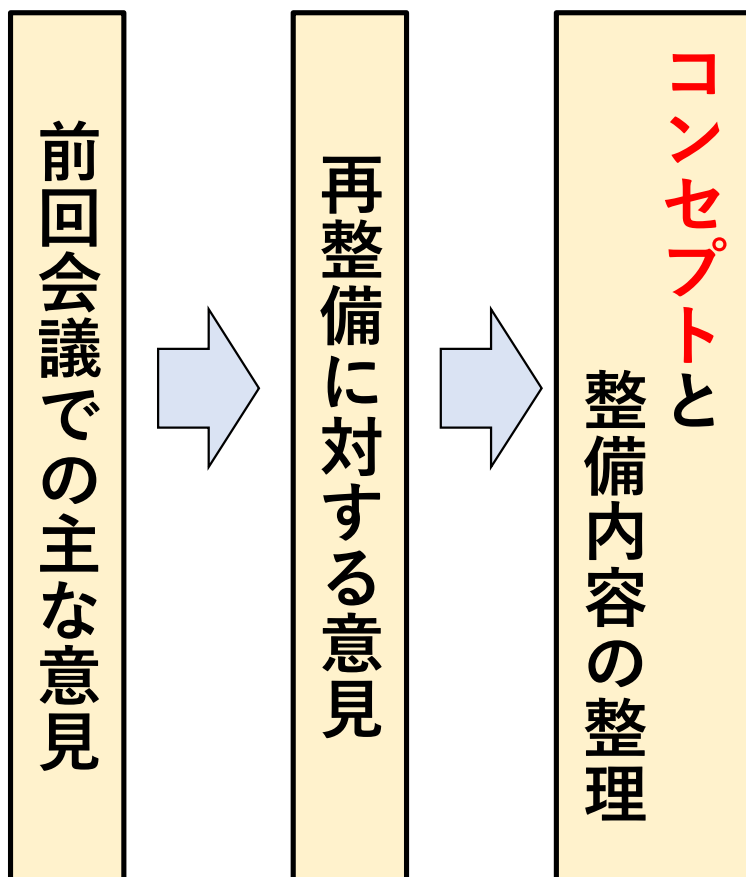 前回会議での主な意見
再整備に対する意見
コンセプトと
整備内容の整理